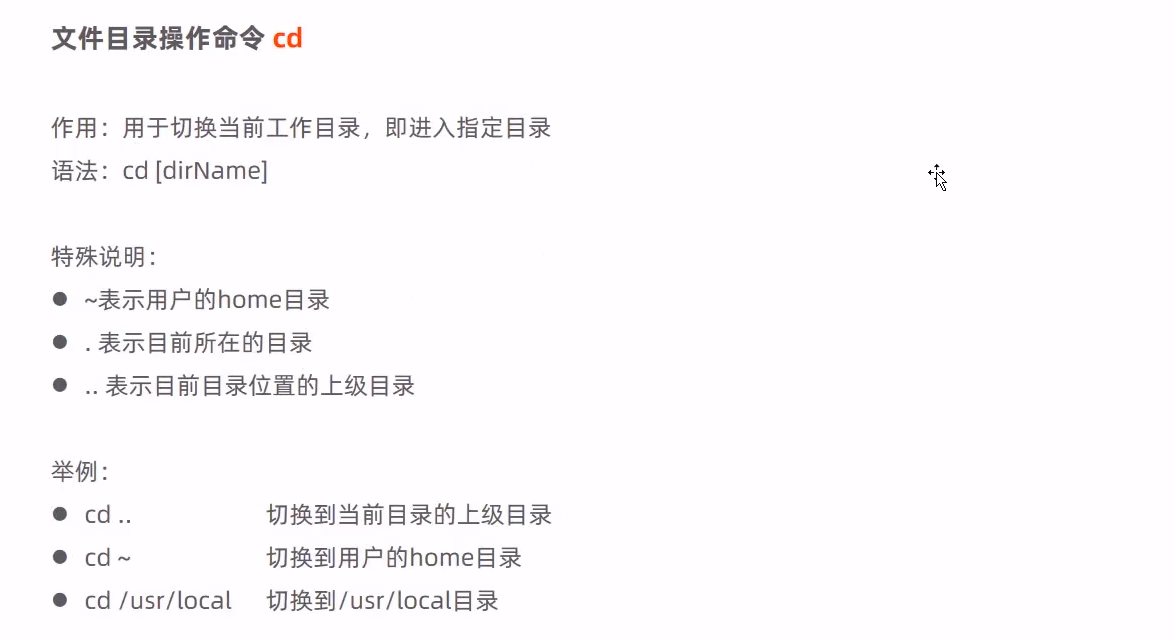 文件目录操作命令 cd
作用：用于切换当前工作目录，即进入指定目录
语法：cd [dirName]
特殊说明：
● ~表示用户的home目录
● . 表示目前所在的目录
● .. 表示目前目录位置的上级目录
举例：
● cd .. 切换到当前目录的上级目录
● cd ~ 切换到用户的home目录
● cd /usr/local 切换到/usr/local目录